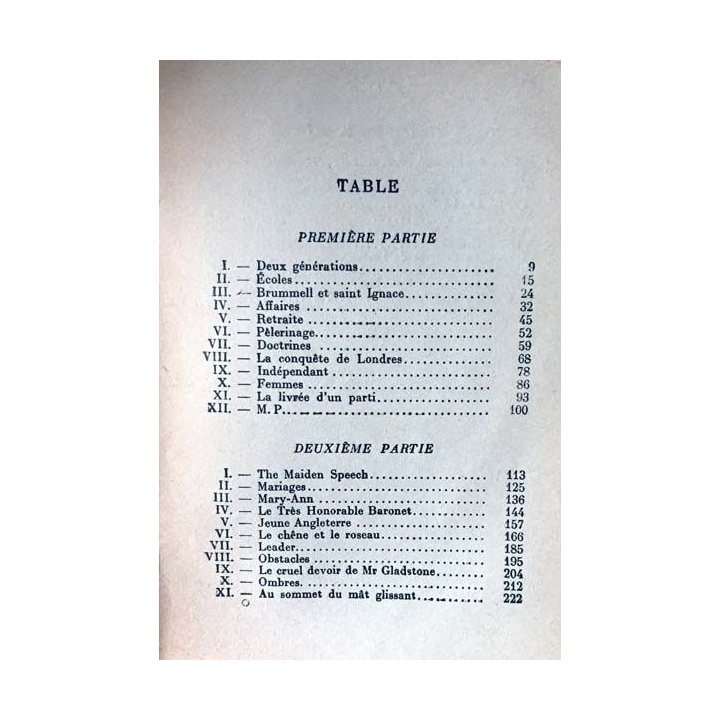 TABLE
PREMIÈRE PARTIE
I. — Deux générations.................... 9
II. — Écoles.................... 15
III. — Brummell et saint Ignace.................... 24
IV. — Affaires.................... 32
V. — Retraite.................... 45
VI. — Pèlerinage.................... 52
VII. — Doctrines.................... 59
VIII. — La conquête de Londres.................... 68
IX. — Indépendant.................... 78
X. — Femmes.................... 86
XI. — La livrée d'un parti.................... 93
XII. — M. P.................... 100
DEUXIÈME PARTIE
I. — The Maiden Speech.................... 113
II. — Mariages.................... 125
III. — Mary-Ann.................... 136
IV. — Le Très Honorable Baronet.................... 144
V. — Jeune Angleterre.................... 157
VI. — Le chêne et le roseau.................... 166
VII. — Leader.................... 185
VIII. — Obstacles.................... 195
IX. — Le cruel devoir de Mr Gladstone.................... 204
X. — Ombres.................... 212
XI. — Au sommet du mât glissant.................... 222